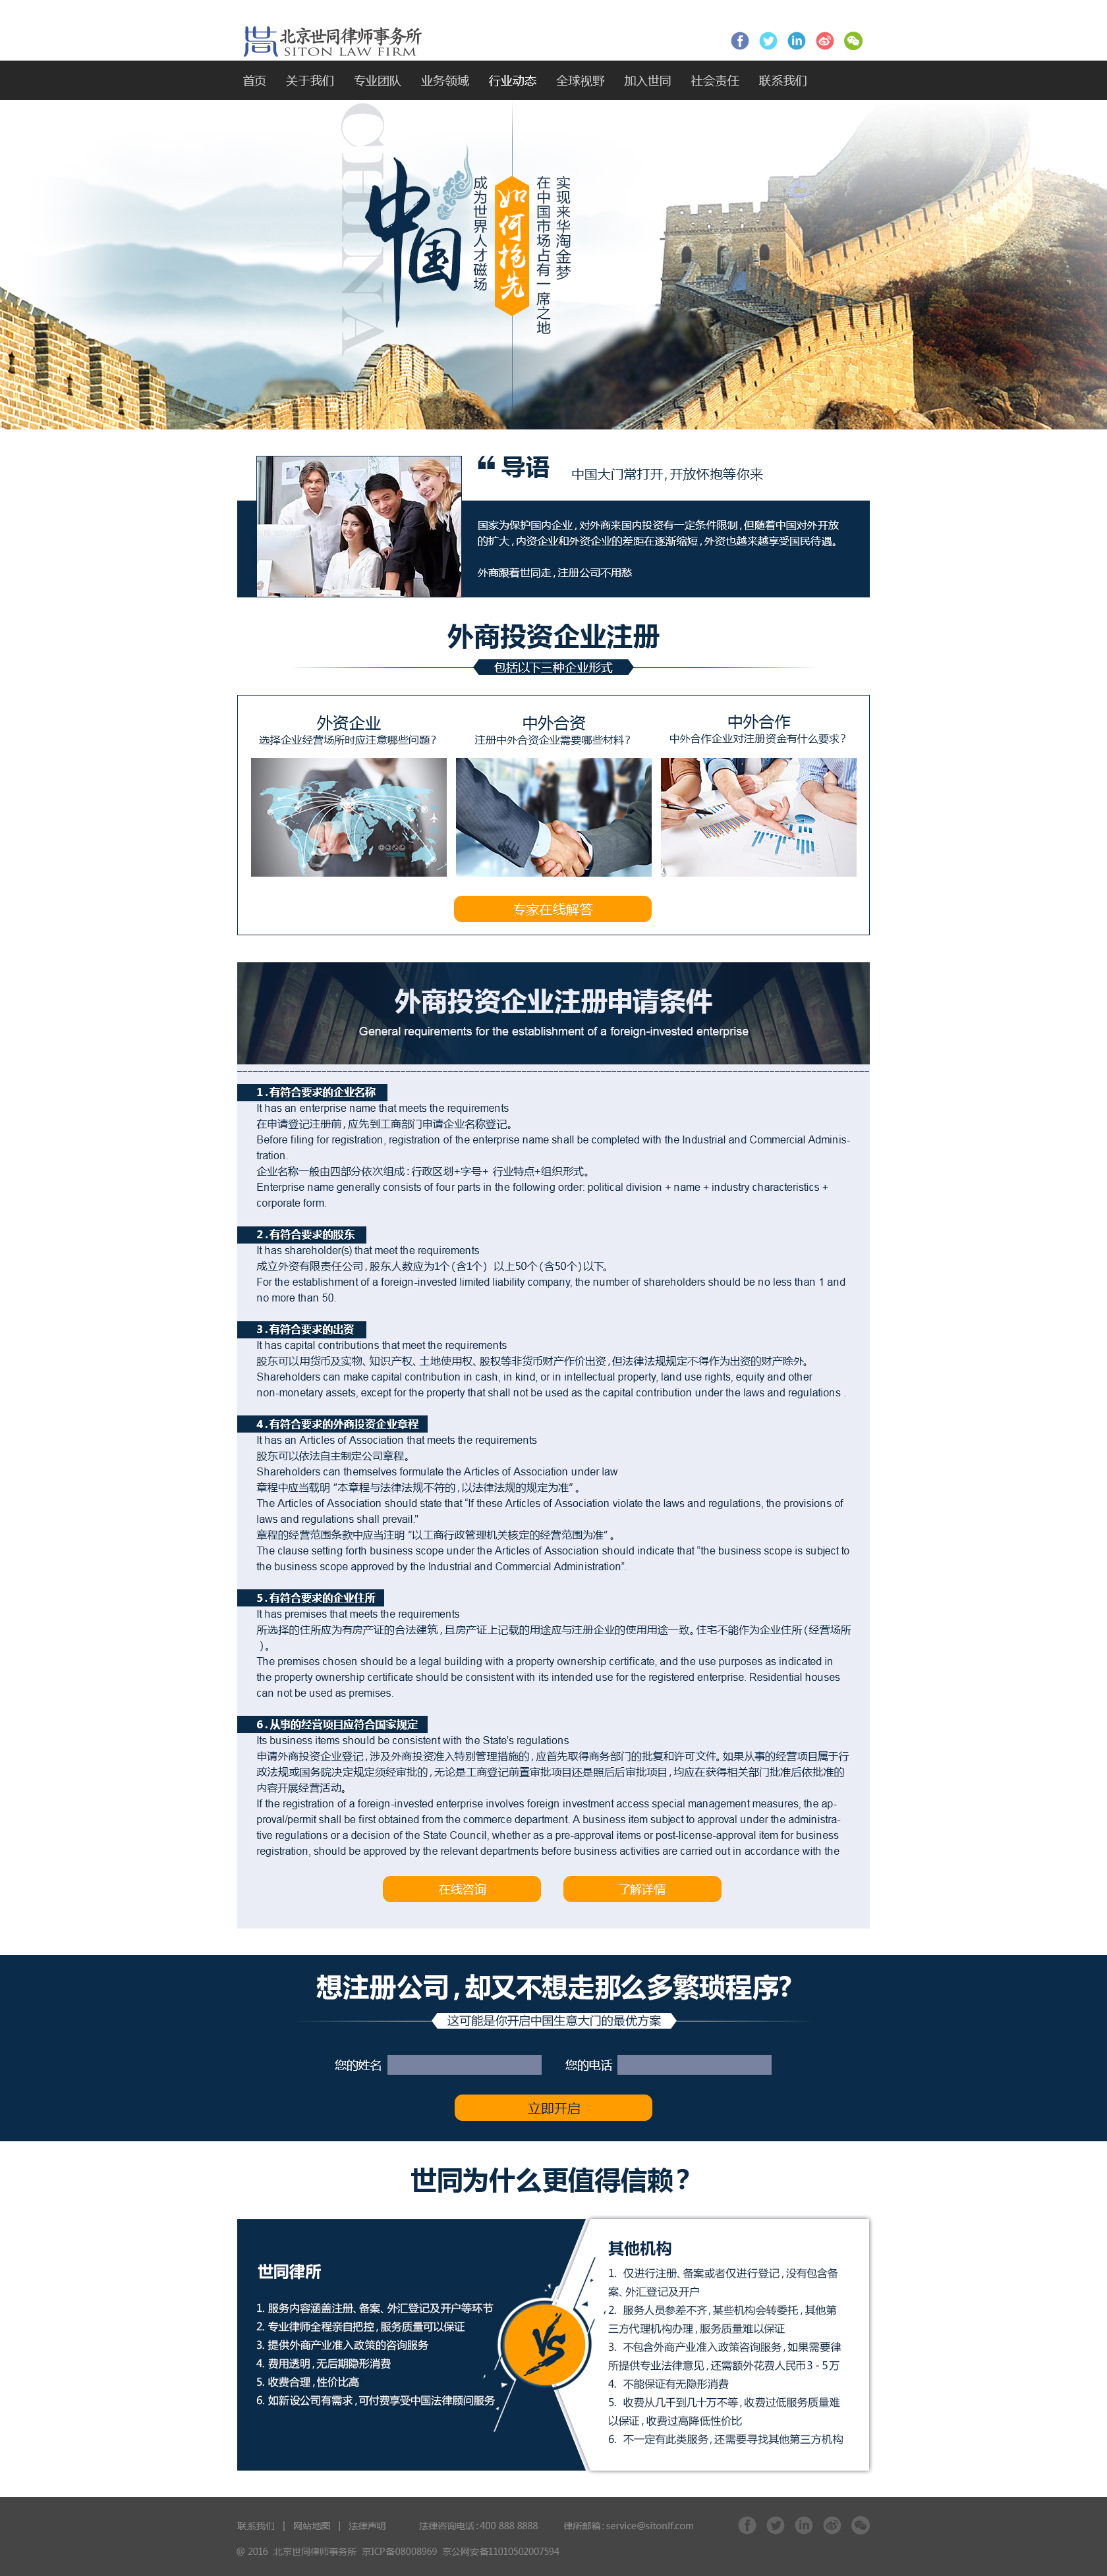 北京世同律师事务所
SITON LAW FIRM
首页 关于我们 专业团队 业务领域 行业动态 全球视野 加入世同 社会责任 联系我们
CHINA
中国
成为世界人才磁场
如何抢先
在中国市场占有一席之地
实现来华淘金梦
“ 导语 中国大门常打开,开放怀抱等你来
国家为保护国内企业,对外商来国内投资有一定条件限制,但随着中国对外开放
的扩大,内资企业和外资企业的差距在逐渐缩短,外资也越来越享受国民待遇。
外商跟着世同走,注册公司不用愁
外商投资企业注册
包括以下三种企业形式
外资企业
选择企业经营场所时应注意哪些问题?
中外合资
注册中外合资企业需要哪些材料?
中外合作
中外合作企业对注册资金有什么要求?
专家在线解答
外商投资企业注册申请条件
General requirements for the establishment of a foreign-invested enterprise
1.有符合要求的企业名称
It has an enterprise name that meets the requirements
在申请登记注册前,应先到工商部门申请企业名称登记。
Before filing for registration, registration of the enterprise name shall be completed with the Industrial and Commercial Adminis-
tration.
企业名称一般由四部分依次组成:行政区划+字号+ 行业特点+组织形式。
Enterprise name generally consists of four parts in the following order: political division + name + industry characteristics +
corporate form.
2.有符合要求的股东
It has shareholder(s) that meet the requirements
成立外资有限责任公司,股东人数应为1个(含1个) 以上50个(含50个)以下。
For the establishment of a foreign-invested limited liability company, the number of shareholders should be no less than 1 and
no more than 50.
3.有符合要求的出资
It has capital contributions that meet the requirements
股东可以用货币及实物、知识产权、土地使用权、股权等非货币财产作价出资,但法律法规规定不得作为出资的财产除外。
Shareholders can make capital contribution in cash, in kind, or in intellectual property, land use rights, equity and other
non-monetary assets, except for the property that shall not be used as the capital contribution under the laws and regulations .
4.有符合要求的外商投资企业章程
It has an Articles of Association that meets the requirements
股东可以依法自主制定公司章程。
Shareholders can themselves formulate the Articles of Association under law
章程中应当载明 “本章程与法律法规不符的,以法律法规的规定为准” 。
The Articles of Association should state that “If these Articles of Association violate the laws and regulations, the provisions of
laws and regulations shall prevail."
章程的经营范围条款中应当注明 “以工商行政管理机关核定的经营范围为准” 。
The clause setting forth business scope under the Articles of Association should indicate that “the business scope is subject to
the business scope approved by the Industrial and Commercial Administration”.
5.有符合要求的企业住所
It has premises that meets the requirements
所选择的住所应为有房产证的合法建筑,且房产证上记载的用途应与注册企业的使用用途一致。住宅不能作为企业住所(经营场所
)。
The premises chosen should be a legal building with a property ownership certificate, and the use purposes as indicated in
the property ownership certificate should be consistent with its intended use for the registered enterprise. Residential houses
can not be used as premises.
6.从事的经营项目应符合国家规定
Its business items should be consistent with the State's regulations
申请外商投资企业登记,涉及外商投资准入特别管理措施的,应首先取得商务部门的批复和许可文件。如果从事的经营项目属于行
政法规或国务院决定规定须经审批的,无论是工商登记前置审批项目还是照后后审批项目,均应在获得相关部门批准后依批准的
内容开展经营活动。
If the registration of a foreign-invested enterprise involves foreign investment access special management measures, the ap-
proval/permit shall be first obtained from the commerce department. A business item subject to approval under the administra-
tive regulations or a decision of the State Council, whether as a pre-approval items or post-license-approval item for business
registration, should be approved by the relevant departments before business activities are carried out in accordance with the
在线咨询 了解详情
想注册公司,却又不想走那么多繁琐程序?
这可能是你开启中国生意大门的最优方案
您的姓名 您的电话
立即开启
世同为什么更值得信赖?
世同律所
1. 服务内容涵盖注册、备案、外汇登记及开户等环节
2. 专业律师全程亲自把控,服务质量可以保证
3. 提供外商产业准入政策的咨询服务
4. 费用透明,无后期隐形消费
5. 收费合理,性价比高
6. 如新设公司有需求,可付费享受中国法律顾问服务
VS
其他机构
1. 仅进行注册、备案或者仅进行登记,没有包含备
案、外汇登记及开户
2. 服务人员参差不齐,某些机构会转委托,其他第
三方代理机构办理,服务质量难以保证
3. 不包含外商产业准入政策咨询服务,如果需要律
所提供专业法律意见,还需额外花费人民币3-5万
4. 不能保证有无隐形消费
5. 收费从几千到几十万不等,收费过低服务质量难
以保证,收费过高降低性价比
6. 不一定有此类服务,还需要寻找其他第三方机构
联系我们 | 网站地图 | 法律声明 法律咨询电话:400 888 8888 律所邮箱:service@sitonlf.com
@ 2016 北京世同律师事务所 京ICP备08008969 京公网安备11010502007594